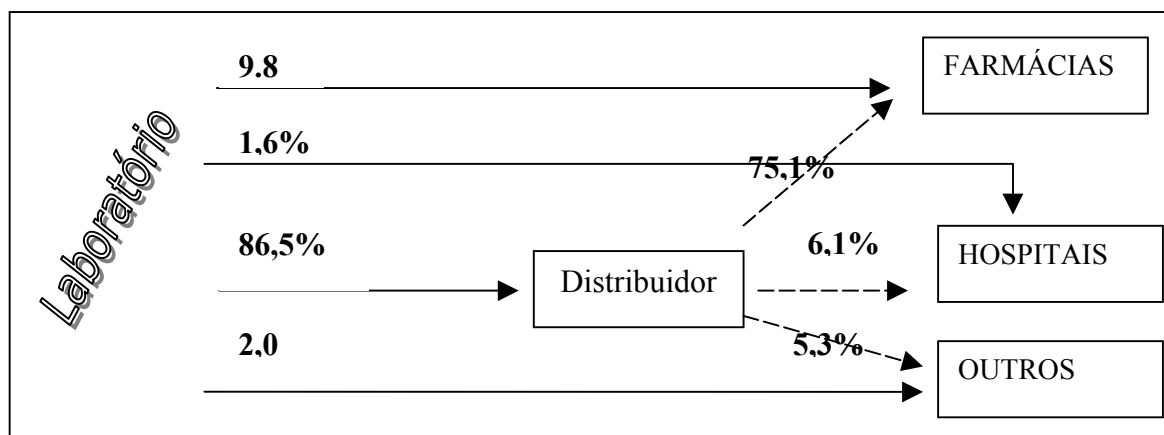 9.8
FARMÁCIAS
Laboratório
1,6%
75,1%
86,5%
6,1%
HOSPITAIS
Distribuidor
2,0
5,3%
OUTROS